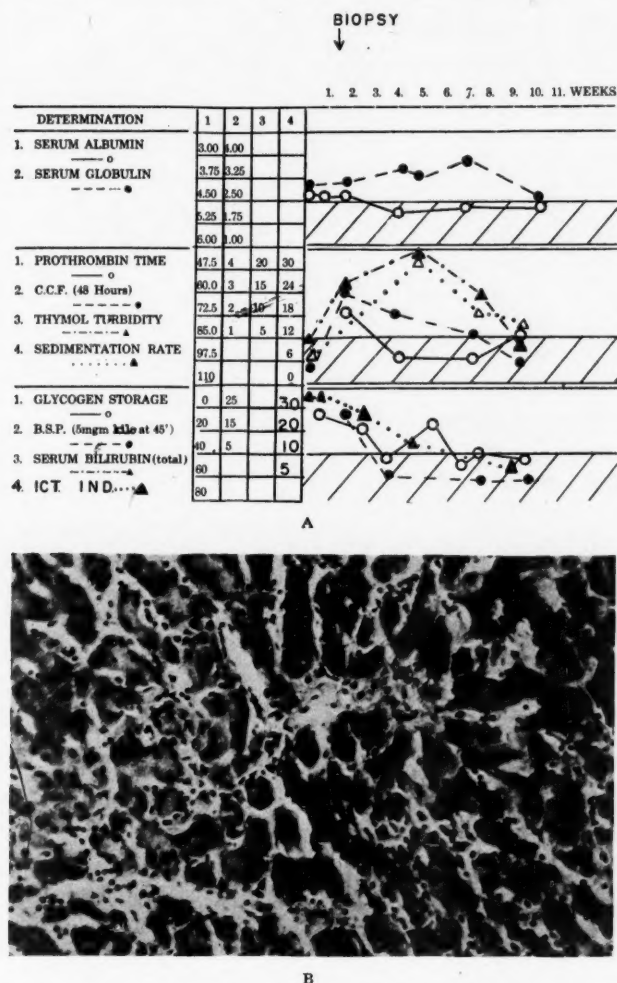 BIOPSY
1. 2. 3. 4. 5. 6. 7. 8. 9. 10. 11. WEEKS
DETERMINATION 1 2 3 4
1. SERUM ALBUMIN 3.00 4.00
2. SERUM GLOBULIN 3.75 3.25
4.50 2.50
5.25 1.75
6.00 1.00
1. PROTHROMBIN TIME 47.5 4 20 30
2. C.C.F. (48 Hours) 60.0 3 15 24
72.5 2 10 18
3. THYMOL TURBIDITY 85.0 1 5 12
4. SEDIMENTATION RATE 97.5 6
110 0
1. GLYCOGEN STORAGE 0 25 30
2. B.S.P. (5mgm kilo at 45') 20 15 20
3. SERUM BILIRUBIN (total) 40 5 10
60 5
4. ICT. IND.
80
A
B